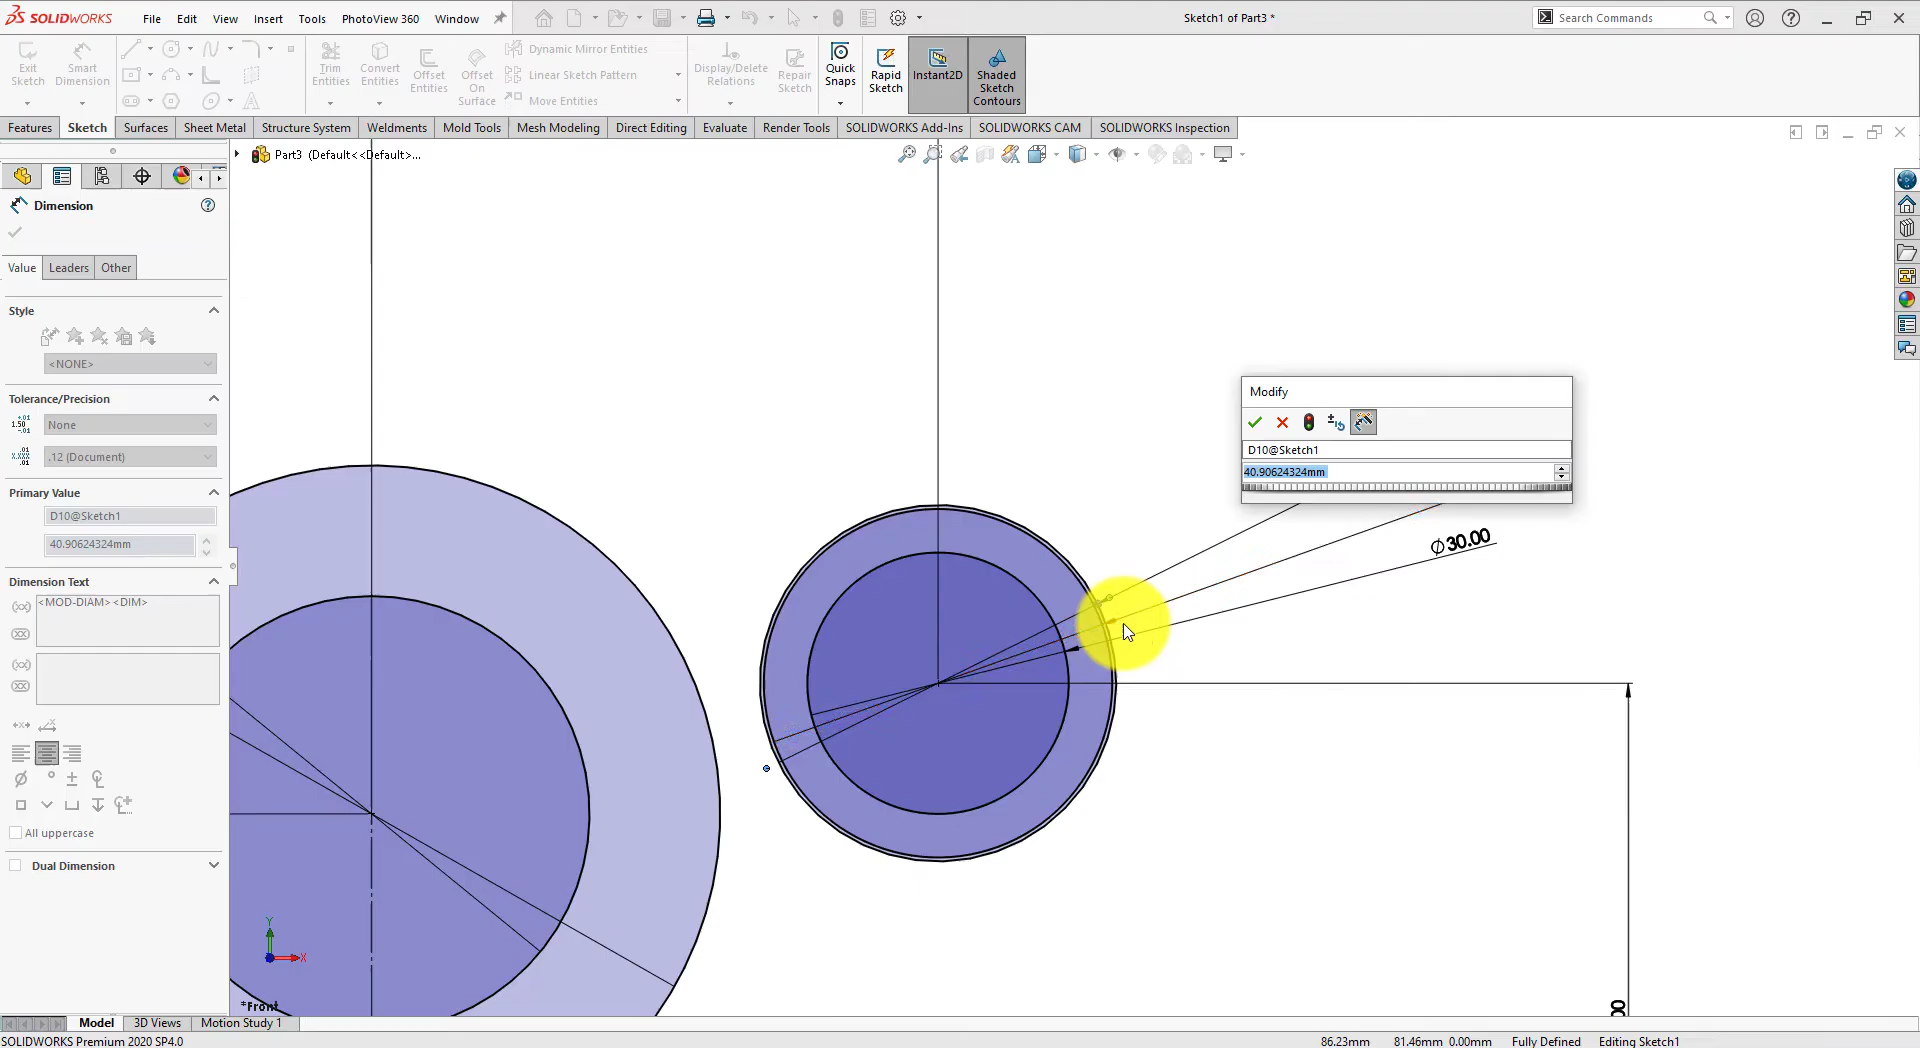 SOLIDWORKS
File Edit View Insert Tools PhotoView 360 Window
Sketch1 of Part3 *
Search Commands
Exit Sketch
Smart Dimension
Trim Entities
Convert Entities
Offset Entities
Offset On Surface
Dynamic Mirror Entities
Linear Sketch Pattern
Move Entities
Display/Delete Relations
Repair Sketch
Quick Snaps
Rapid Sketch
Instant2D
Shaded Sketch Contours
Features Sketch Surfaces Sheet Metal Structure System Weldments Mold Tools Mesh Modeling Direct Editing Evaluate Render Tools SOLIDWORKS Add-Ins SOLIDWORKS CAM SOLIDWORKS Inspection
Part3 (Default<<Default>...
Dimension
Value Leaders Other
Style
<NONE>
Tolerance/Precision
None
.12 (Document)
Primary Value
D10@Sketch1
40.90624324mm
Dimension Text
<MOD-DIAM><DIM>
All uppercase
Dual Dimension
Modify
D10@Sketch1
40.90624324mm
∅30.00
Y
X
*Front
Model 3D Views Motion Study 1
SOLIDWORKS Premium 2020 SP4.0
86.23mm 81.46mm 0.00mm Fully Defined Editing Sketch1